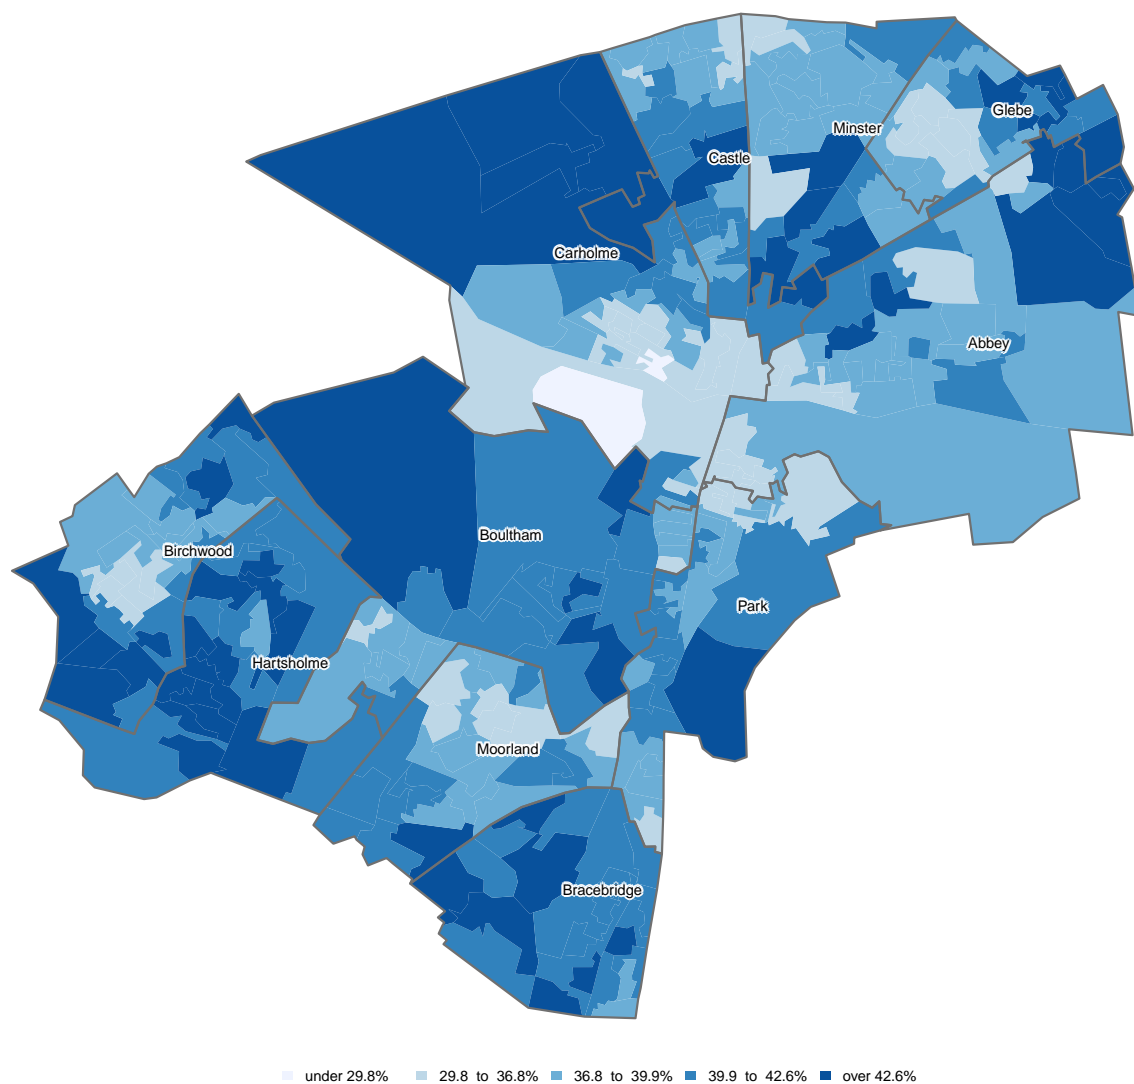 Glebe
Minster
Castle
Carholme
Abbey
Boultham
Birchwood
Park
Hartsholme
Moorland
Bracebridge
under 29.8% 29.8 to 36.8% 36.8 to 39.9% 39.9 to 42.6% over 42.6%